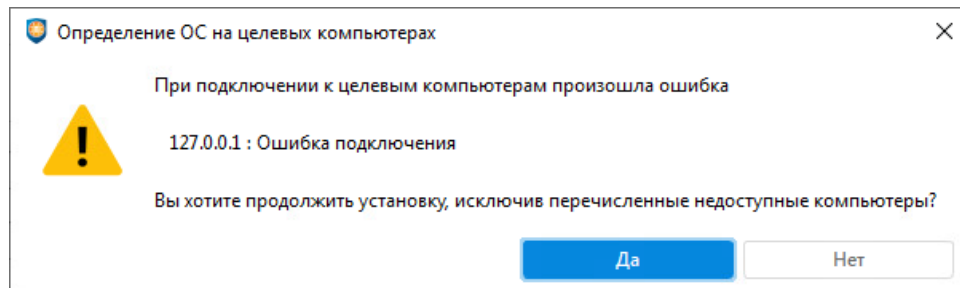 Определение ОС на целевых компьютерах
При подключении к целевым компьютерам произошла ошибка
127.0.0.1 : Ошибка подключения
Вы хотите продолжить установку, исключив перечисленные недоступные компьютеры?
Да
Нет